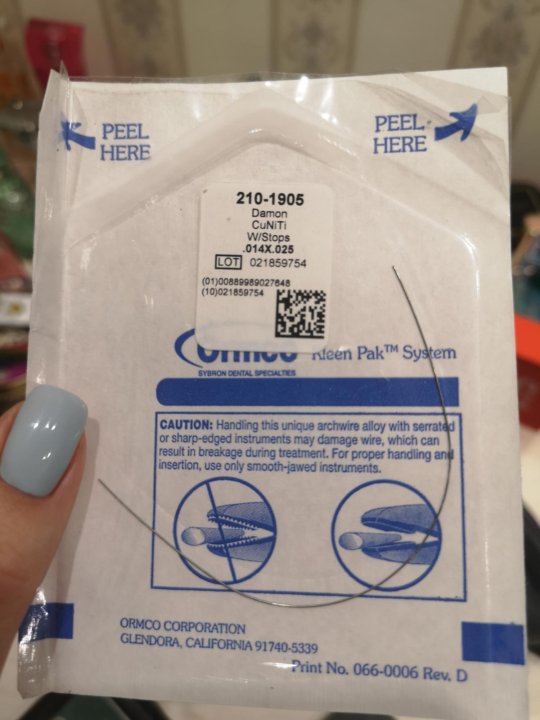 PEEL
HERE
PEEL
HERE
210-1905
Damon
CuNiTi
W/Stops
.014X.025
LOT 021859754
(01)00889989027648
(10)021859754
Ormco Kleen Pak™ System
SYBRON DENTAL SPECIALTIES
CAUTION: Handling this unique archwire alloy with serrated
or sharp-edged instruments may damage wire, which can
result in breakage during treatment. For proper handling and
insertion, use only smooth-jawed instruments.
ORMCO CORPORATION
GLENDORA, CALIFORNIA 91740-5339
Print No. 066-0006 Rev. D